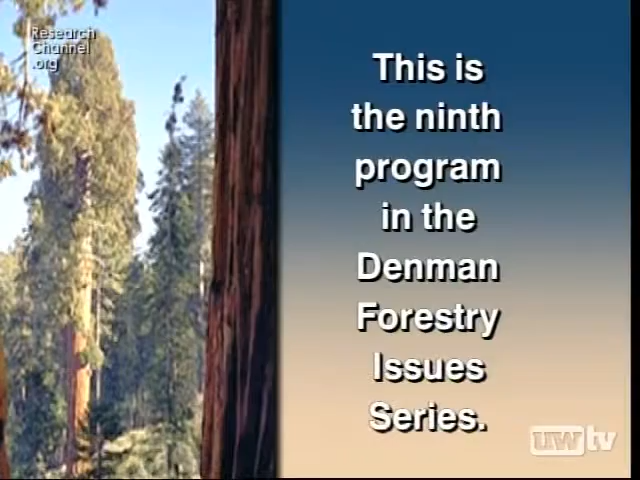 Research
Channel
.org
This is
the ninth
program
in the
Denman
Forestry
Issues
Series.
uwtv